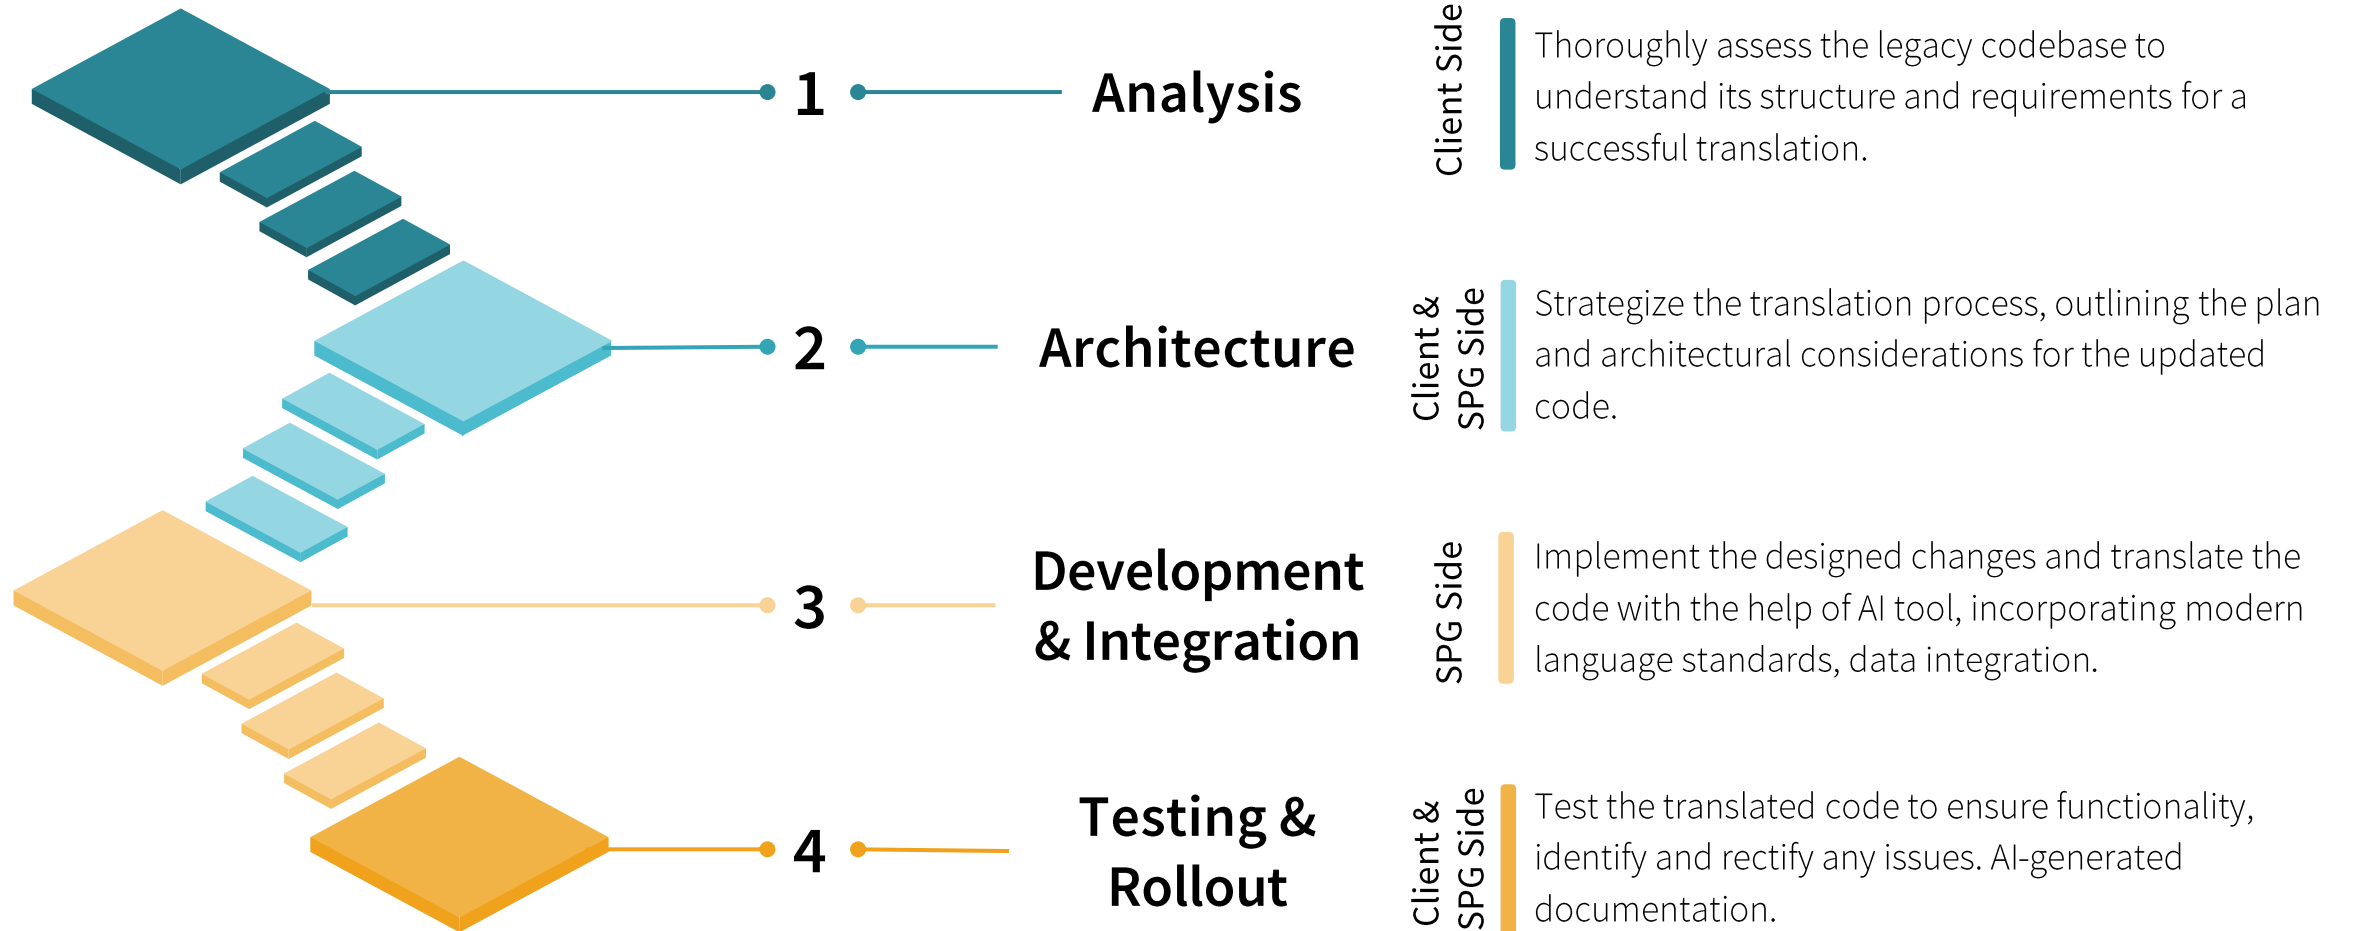 1
Analysis
Client Side
Thoroughly assess the legacy codebase to
understand its structure and requirements for a
successful translation.
2
Architecture
Client &
SPG Side
Strategize the translation process, outlining the plan
and architectural considerations for the updated
code.
3
Development
& Integration
SPG Side
Implement the designed changes and translate the
code with the help of AI tool, incorporating modern
language standards, data integration.
4
Testing &
Rollout
Client &
SPG Side
Test the translated code to ensure functionality,
identify and rectify any issues. AI-generated
documentation.